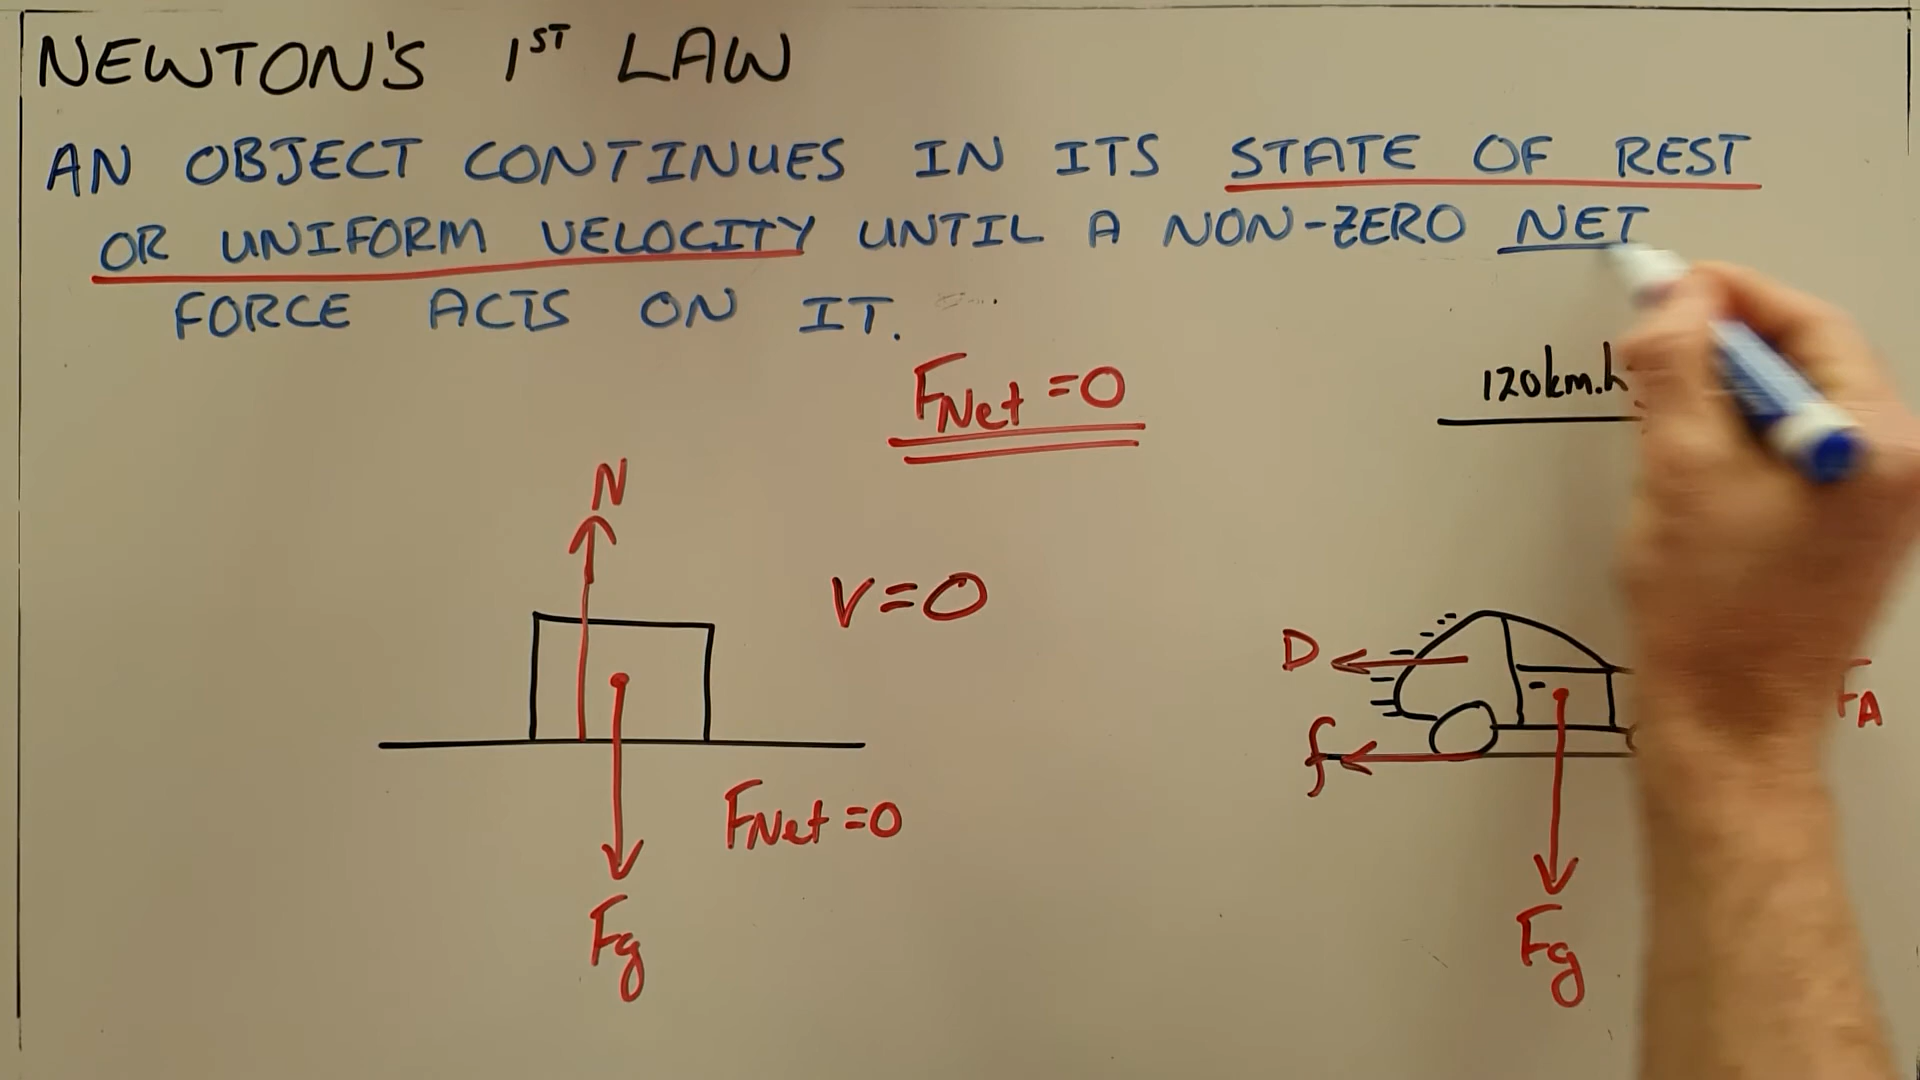 NEWTON'S 1ST LAW
AN OBJECT CONTINUES IN ITS STATE OF REST
OR UNIFORM VELOCITY UNTIL A NON-ZERO NET
FORCE ACTS ON IT.
FNet =0
120km.h
N
V=0
D
FA
f
FNet =0
Fg
Fg